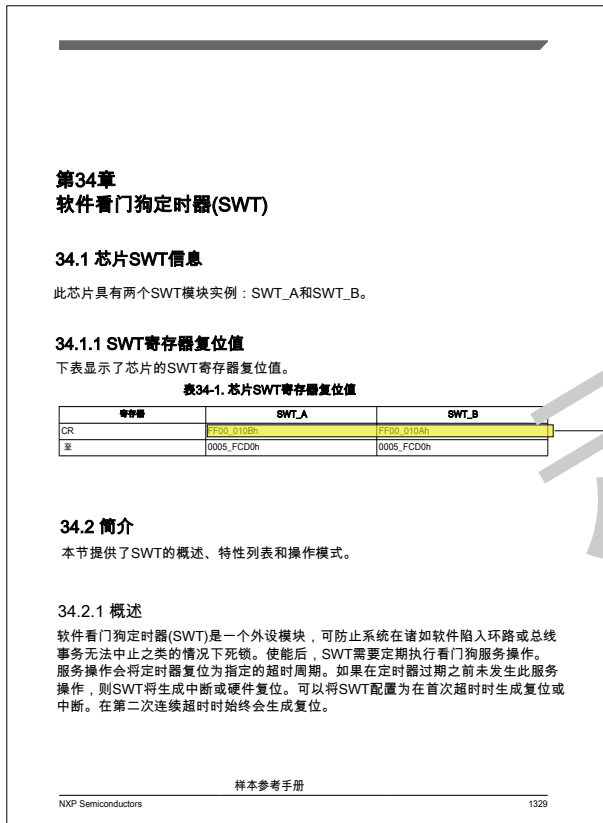 第34章
软件看门狗定时器(SWT)
34.1 芯片SWT信息
此芯片具有两个SWT模块实例：SWT_A和SWT_B。
34.1.1 SWT寄存器复位值
下表显示了芯片的SWT寄存器复位值。
表34-1. 芯片SWT寄存器复位值
寄存器 SWT_A SWT_B
CR FF00_010Bh FF00_010Ah
至 0005_FCD0h 0005_FCD0h
34.2 简介
本节提供了SWT的概述、特性列表和操作模式。
34.2.1 概述
软件看门狗定时器(SWT)是一个外设模块，可防止系统在诸如软件陷入环路或总线
事务无法中止之类的情况下死锁。使能后，SWT需要定期执行看门狗服务操作。
服务操作会将定时器复位为指定的超时周期。如果在定时器过期之前未发生此服务
操作，则SWT将生成中断或硬件复位。可以将SWT配置为在首次超时时生成复位或
中断。在第二次连续超时时始终会生成复位。
样本参考手册
NXP Semiconductors 1329